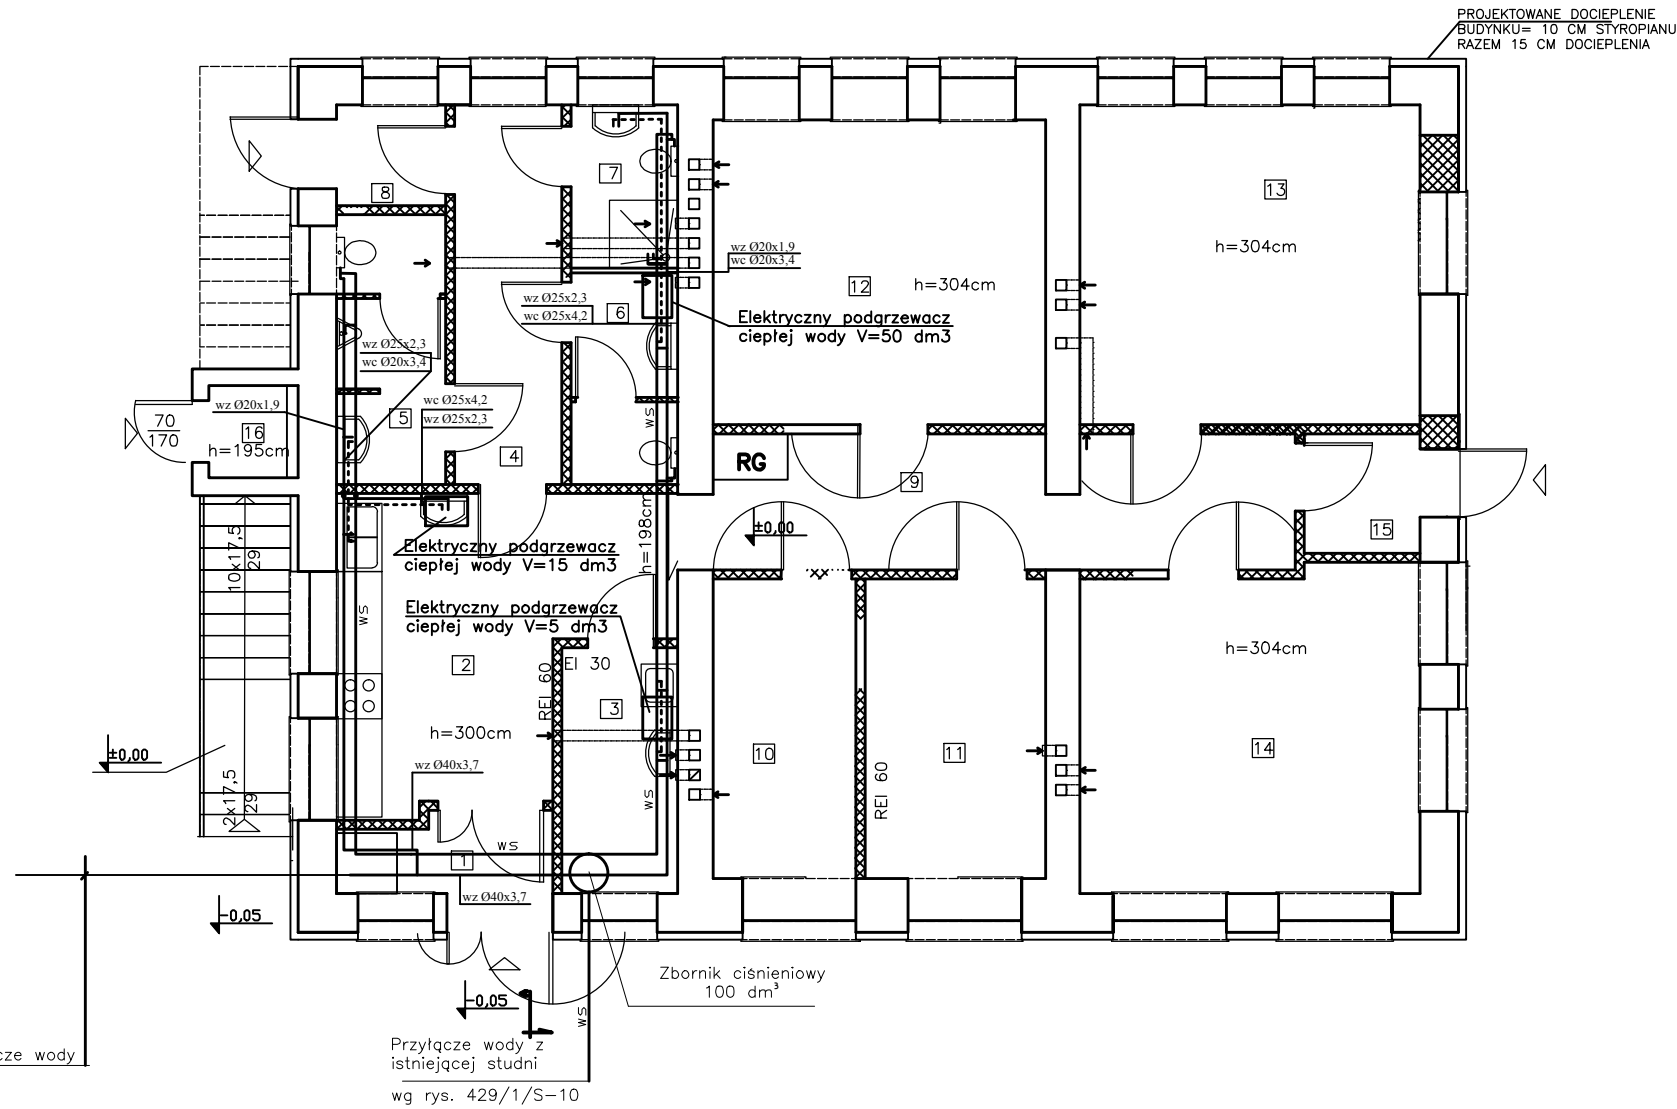 PROJEKTOWANE DOCIEPLENIE
BUDYNKU= 10 CM STYROPIANU
RAZEM 15 CM DOCIEPLENIA
7
8
13
h=304cm
wz Ø20x1,9
wc Ø20x3,4
12
h=304cm
wz Ø25x2,3
wc Ø25x4,2
6
Elektryczny podgrzewacz
ciepłej wody V=50 dm3
wz Ø25x2,3
wc Ø20x3,4
wz Ø20x1,9
wc Ø25x4,2
wz Ø25x2,3
5
ws
70
170
16
h=195cm
4
RG
9
h=198cm
±0,00
15
10x17,5
29
Elektryczny podgrzewacz
ciepłej wody V=15 dm3
ws
Elektryczny podgrzewacz
ciepłej wody V=5 dm3
2
EI 30
REI 60
3
h=304cm
h=300cm
10
11
14
±0,00
wz Ø40x3,7
2x17,5
29
ws
REI 60
ws
1
wz Ø40x3,7
-0,05
Zbornik ciśnieniowy
100 dm³
-0,05
ws
Przyłącze wody z
istniejącej studni
cze wody
wg rys. 429/1/S-10